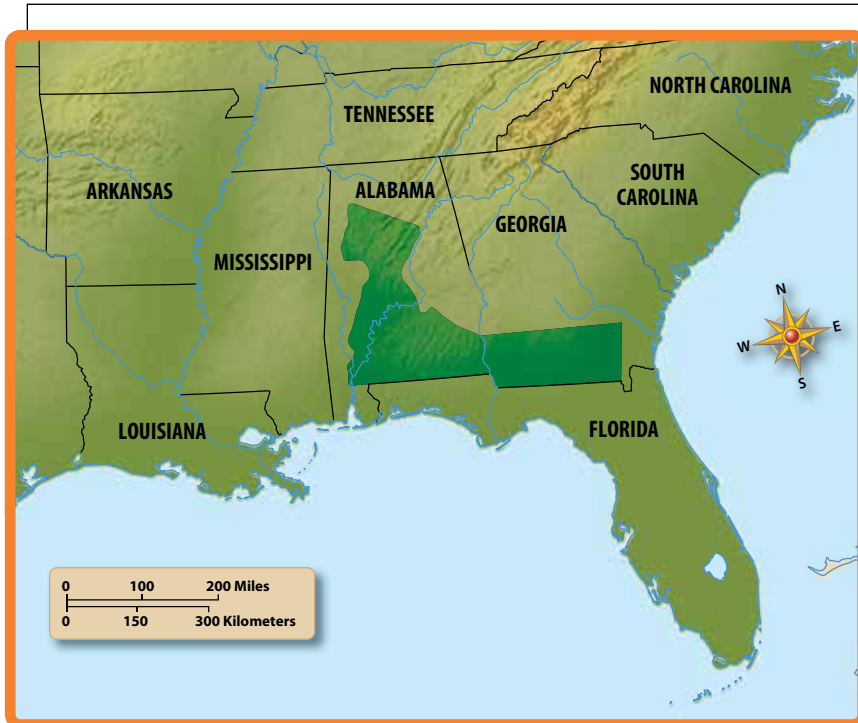 NORTH CAROLINA
TENNESSEE
SOUTH
CAROLINA
ARKANSAS
ALABAMA
GEORGIA
MISSISSIPPI
N
E
W
S
LOUISIANA
FLORIDA
0 100 200 Miles
0 150 300 Kilometers